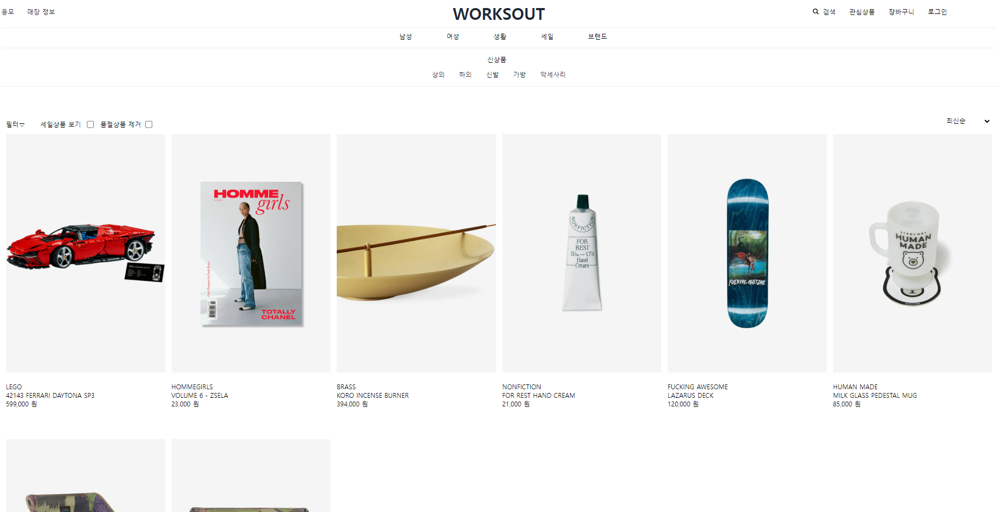 응모 매장 정보 WORKSOUT 검색 관심상품 장바구니 로그인
남성 여성 생활 세일 브랜드
신상품
상의 하의 신발 가방 악세사리
필터▽ 세일상품 보기 품절상품 제거 최신순
HOMME
girls
TOTALLY
CHANEL
NONFICTION
FOR
REST
Hand
Cream
FUCKING AWESOME
STRMCWBY
HUMAN
MADE
LEGO
42143 FERRARI DAYTONA SP3
599,000 원
HOMMEGIRLS
VOLUME 6 - ZSELA
23,000 원
BRASS
KORO INCENSE BURNER
394,000 원
NONFICTION
FOR REST HAND CREAM
21,000 원
FUCKING AWESOME
LAZARUS DECK
120,000 원
HUMAN MADE
MILK GLASS PEDESTAL MUG
85,000 원